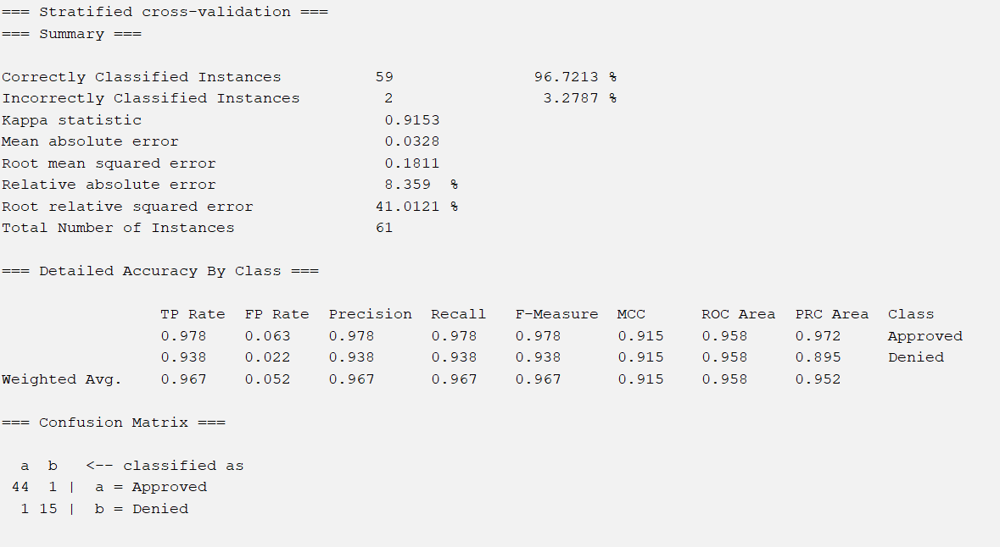 === Stratified cross-validation ===
=== Summary ===
Correctly Classified Instances          59               96.7213 %
Incorrectly Classified Instances         2                3.2787 %
Kappa statistic                          0.9153
Mean absolute error                      0.0328
Root mean squared error                  0.1811
Relative absolute error                  8.359  %
Root relative squared error             41.0121 %
Total Number of Instances               61
=== Detailed Accuracy By Class ===
                 TP Rate  FP Rate  Precision  Recall   F-Measure  MCC      ROC Area  PRC Area  Class
                 0.978    0.063    0.978      0.978    0.978      0.915    0.958     0.972     Approved
                 0.938    0.022    0.938      0.938    0.938      0.915    0.958     0.895     Denied
Weighted Avg.    0.967    0.052    0.967      0.967    0.967      0.915    0.958     0.952
=== Confusion Matrix ===
  a  b   <-- classified as
 44  1 |  a = Approved
  1 15 |  b = Denied